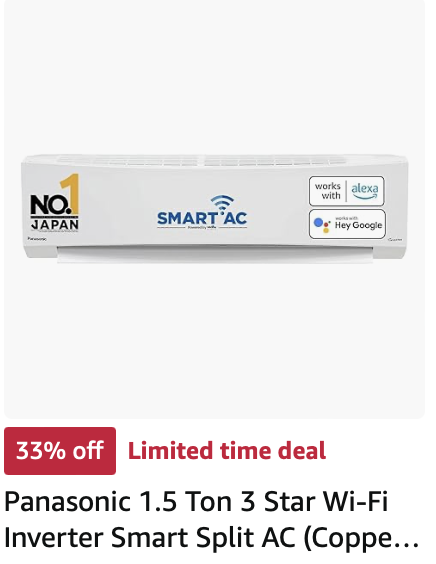 NO.1
JAPAN
Panasonic
SMART AC
works with alexa
works with
Hey Google
33% off Limited time deal
Panasonic 1.5 Ton 3 Star Wi-Fi
Inverter Smart Split AC (Coppe...